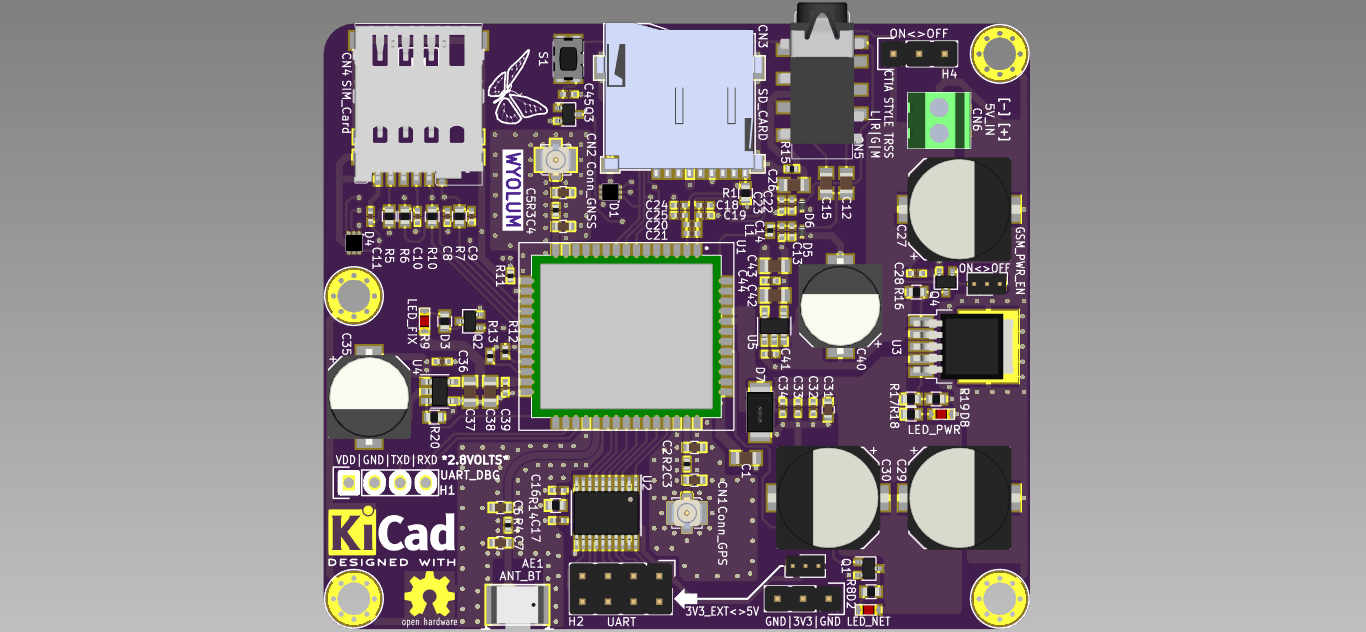 ON<>OFF
H4
CN4 SIM_Card
S1
C45
Q3
CN3
SD_CARD
CTIA STYLE TRSS
L|R|G|M
CN5
[-] [+]
5V_IN
CN6
WYOLUM
CN2 Conn_GNSS
C5
R3
C4
D1
R15
C26
R1
C23
C22
C24
C25
C20
C21
C18
C19
L1
C14
C13
D6
D5
C15
C12
C27
GSM_PWR_EN
D4
C11
R5
R6
C10
R10
C8
R7
C9
U1
C44
C43
C42
R11
ON<>OFF
C28
R16
Q4
LED_FIX
R9
D3
Q2
R13
R12
U5
C41
C40
U3
C35
U4
C36
D7
C34
C33
C32
C31
R17
R18
R19
D8
LED_PWR
C37
C38
C39
R20
VDD|GND|TXD|RXD *2.8VOLTS*
UART_DBG
H1
C2
R2
C3
C1
C30
C29
KiCad
DESIGNED WITH
C16
R14
C17
U2
CN1
Conn_GPS
C6
R4
C7
AE1
ANT_BT
open hardware
H2
UART
3V3_EXT<>5V
Q1
R8
D2
GND|3V3|GND
LED_NET